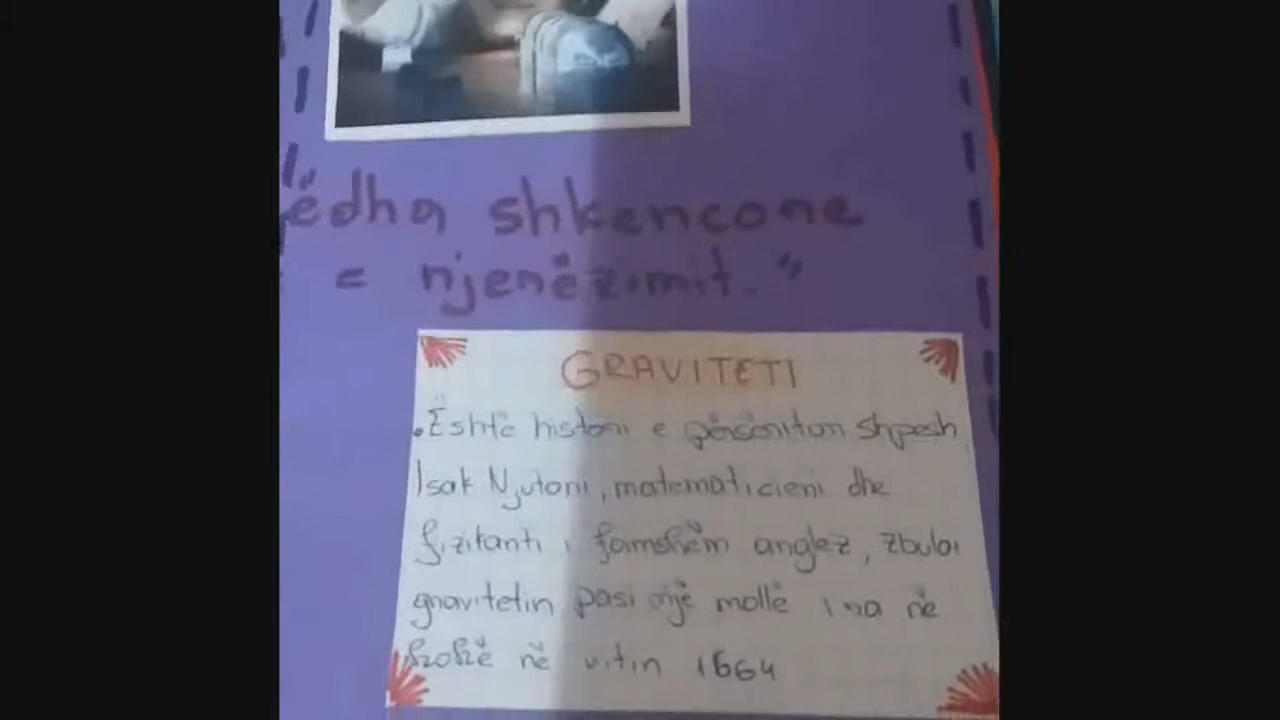 ëdha shkencore
e njerëzimit."
GRAVITETI
.Është histori e përsëritur shpesh
Isak Njutoni, matematicieni dhe
fizikanti i famshëm anglez, zbuloi
gravitetin pasi një mollë i ra në
kokë në vitin 1664